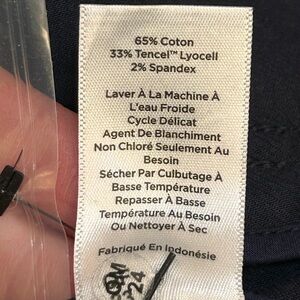 65% Coton
33% Tencel™ Lyocell
2% Spandex
Laver À La Machine À
L'eau Froide
Cycle Délicat
Agent De Blanchiment
Non Chloré Seulement Au
Besoin
Sécher Par Culbutage À
Basse Température
Repasser À Basse
Température Au Besoin
Ou Nettoyer À Sec
Fabriqué En Indonésie
24